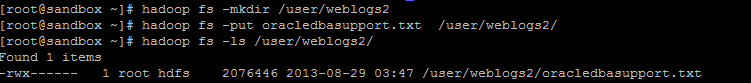 [root@sandbox ~]# hadoop fs -mkdir /user/weblogs2
[root@sandbox ~]# hadoop fs -put oracledbasupport.txt  /user/weblogs2/
[root@sandbox ~]# hadoop fs -ls /user/weblogs2/
Found 1 items
-rwx------   1 root hdfs    2076446 2013-08-29 03:47 /user/weblogs2/oracledbasupport.txt